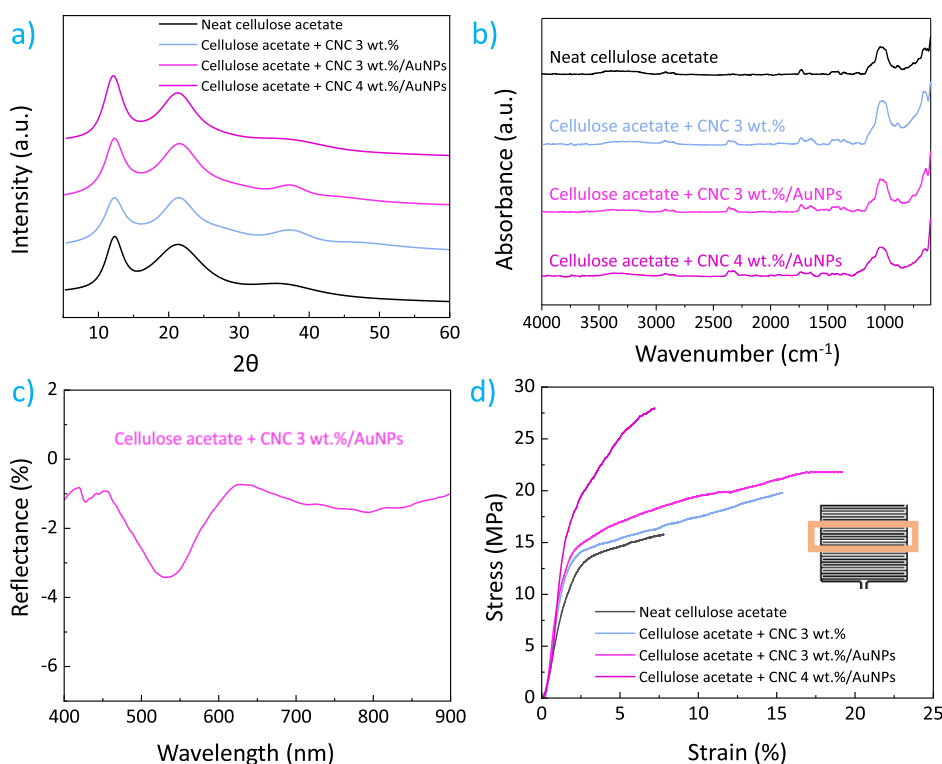 a)
Neat cellulose acetate
Cellulose acetate + CNC 3 wt.%
Cellulose acetate + CNC 3 wt.%/AuNPs
Cellulose acetate + CNC 4 wt.%/AuNPs
Intensity (a.u.)
10 20 30 40 50 60
2θ
b)
Neat cellulose acetate
Cellulose acetate + CNC 3 wt.%
Cellulose acetate + CNC 3 wt.%/AuNPs
Cellulose acetate + CNC 4 wt.%/AuNPs
Absorbance (a.u.)
4000 3500 3000 2500 2000 1500 1000
Wavenumber (cm-1)
c)
Cellulose acetate + CNC 3 wt.%/AuNPs
Reflectance (%)
2
0
-2
-4
-6
400 500 600 700 800 900
Wavelength (nm)
d)
Stress (MPa)
30
25
20
15
10
5
0
Neat cellulose acetate
Cellulose acetate + CNC 3 wt.%
Cellulose acetate + CNC 3 wt.%/AuNPs
Cellulose acetate + CNC 4 wt.%/AuNPs
0 5 10 15 20 25
Strain (%)